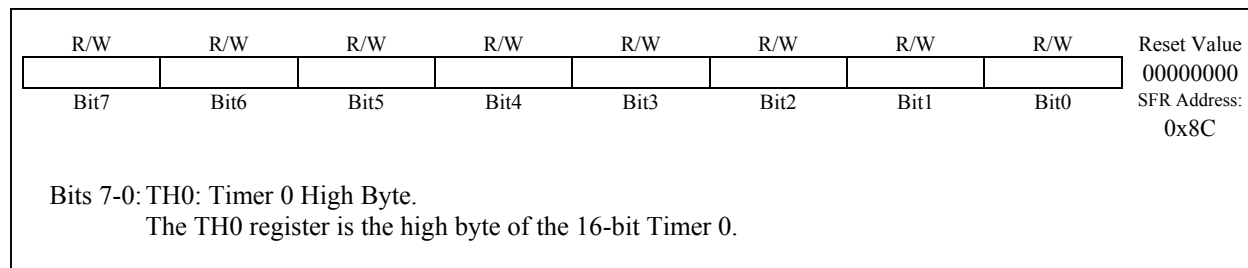 R/W R/W R/W R/W R/W R/W R/W R/W Reset Value
00000000
Bit7 Bit6 Bit5 Bit4 Bit3 Bit2 Bit1 Bit0 SFR Address:
0x8C
Bits 7-0: TH0: Timer 0 High Byte.
The TH0 register is the high byte of the 16-bit Timer 0.